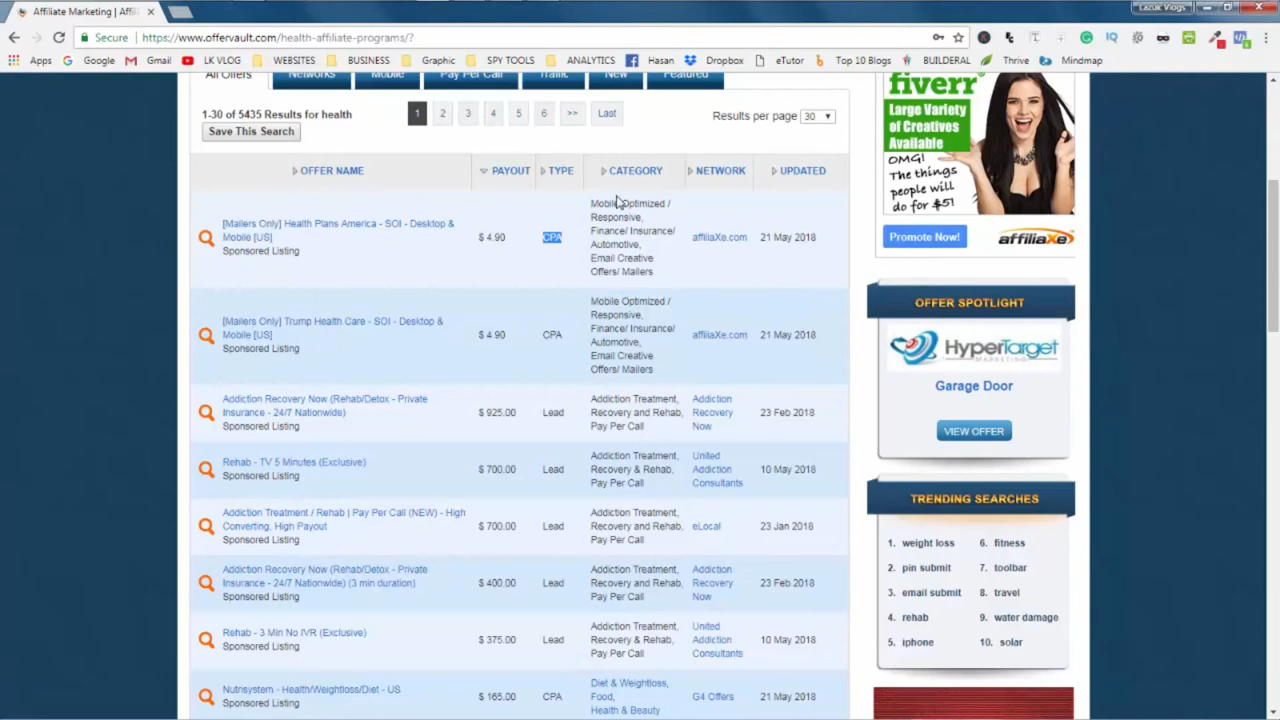 Affiliate Marketing | Affil
Lazuk Vlogs
Secure
https://www.offervault.com/health-affiliate-programs/?
Apps
Google
Gmail
LK VLOG
WEBSITES
BUSINESS
Graphic
SPY TOOLS
ANALYTICS
Hasan
Dropbox
eTutor
Top 10 Blogs
BUILDERAL
Thrive
Mindmap
All Offers
Networks
Mobile
Pay Per Call
Traffic
New
Featured
1-30 of 5435 Results for health
1 2 3 4 5 6 >> Last
Results per page 30
Save This Search
OFFER NAME
PAYOUT
TYPE
CATEGORY
NETWORK
UPDATED
[Mailers Only] Health Plans America - SOI - Desktop &
Mobile [US]
Sponsored Listing
$ 4.90
CPA
Mobile Optimized /
Responsive,
Finance/ Insurance/
Automotive,
Email Creative
Offers/ Mailers
affiliaXe.com
21 May 2018
[Mailers Only] Trump Health Care - SOI - Desktop &
Mobile [US]
Sponsored Listing
$ 4.90
CPA
Mobile Optimized /
Responsive,
Finance/ Insurance/
Automotive,
Email Creative
Offers/ Mailers
affiliaXe.com
21 May 2018
Addiction Recovery Now (Rehab/Detox - Private
Insurance - 24/7 Nationwide)
Sponsored Listing
$ 925.00
Lead
Addiction Treatment,
Recovery and Rehab,
Pay Per Call
Addiction
Recovery
Now
23 Feb 2018
Rehab - TV 5 Minutes (Exclusive)
Sponsored Listing
$ 700.00
Lead
Addiction Treatment,
Recovery & Rehab,
Pay Per Call
United
Addiction
Consultants
10 May 2018
Addiction Treatment / Rehab | Pay Per Call (NEW) - High
Converting, High Payout
Sponsored Listing
$ 700.00
Lead
Addiction Treatment,
Recovery and Rehab,
Pay Per Call
eLocal
23 Jan 2018
Addiction Recovery Now (Rehab/Detox - Private
Insurance - 24/7 Nationwide) (3 min duration)
Sponsored Listing
$ 400.00
Lead
Addiction Treatment,
Recovery and Rehab,
Pay Per Call
Addiction
Recovery
Now
23 Feb 2018
Rehab - 3 Min No IVR (Exclusive)
Sponsored Listing
$ 375.00
Lead
Addiction Treatment,
Recovery & Rehab,
Pay Per Call
United
Addiction
Consultants
10 May 2018
Nutrisystem - Health/Weightloss/Diet - US
Sponsored Listing
$ 165.00
CPA
Diet & Weightloss,
Food,
Health & Beauty
G4 Offers
21 May 2018
fiverr
Large Variety
of Creatives
Available
OMG!
The things
people will
do for $5!
Promote Now!
affiliaXe
OFFER SPOTLIGHT
HyperTarget
MARKETING
Garage Door
VIEW OFFER
TRENDING SEARCHES
1. weight loss
2. pin submit
3. email submit
4. rehab
5. iphone
6. fitness
7. toolbar
8. travel
9. water damage
10. solar